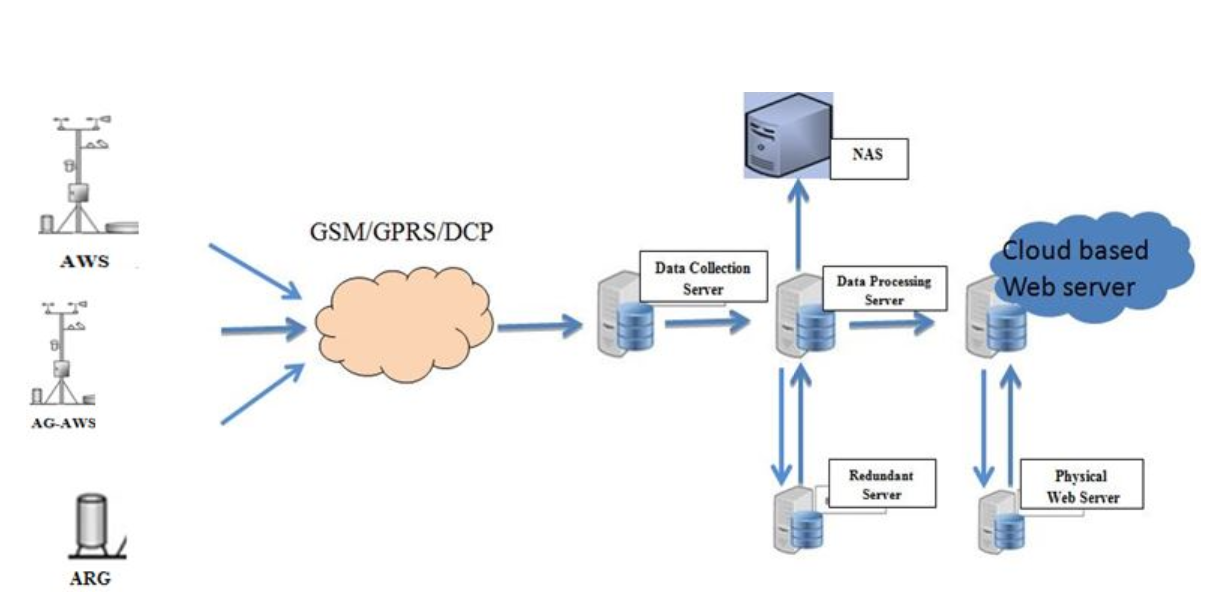 AWS
AG-AWS
ARG
GSM/GPRS/DCP
Data Collection
Server
NAS
Data Processing
Server
Cloud based
Web server
Redundant
Server
Physical
Web Server